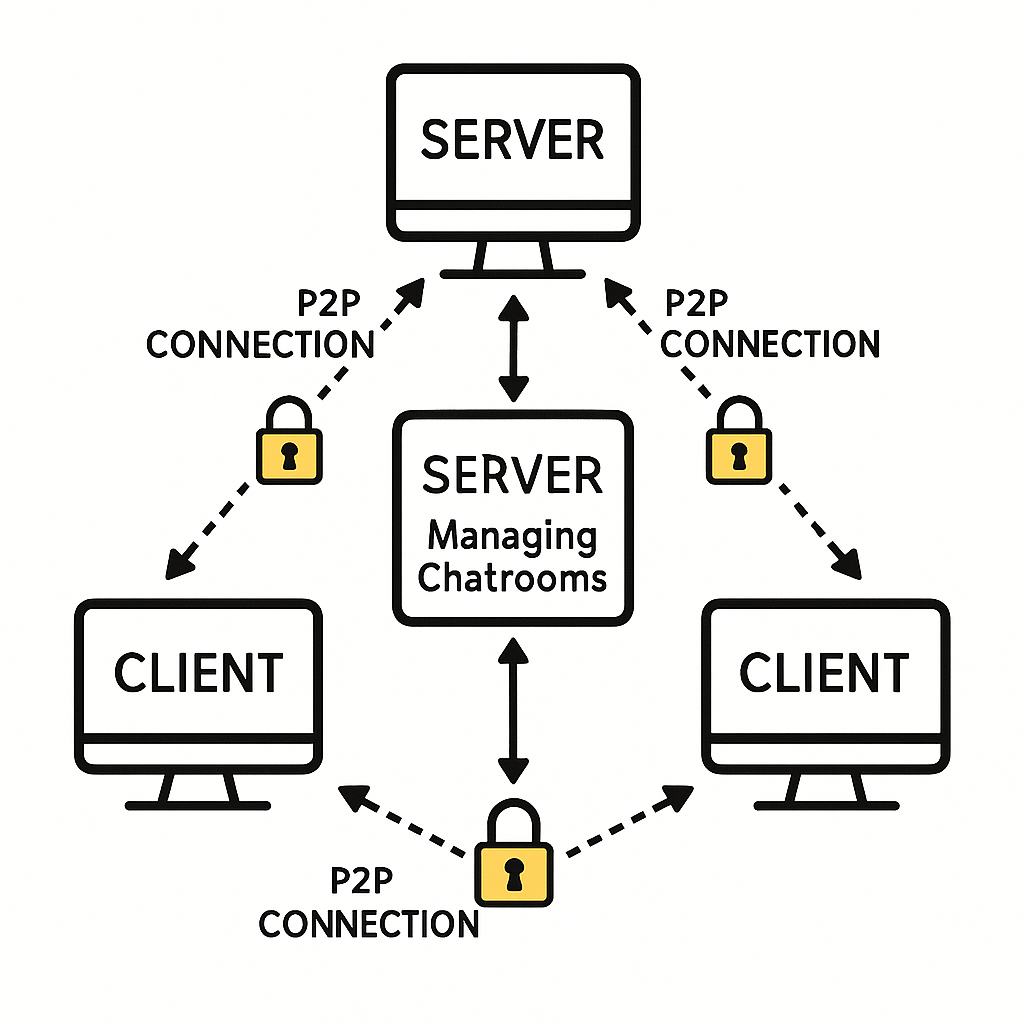 SERVER
P2P
CONNECTION
P2P
CONNECTION
SERVER
Managing
Chatrooms
CLIENT
CLIENT
P2P
CONNECTION